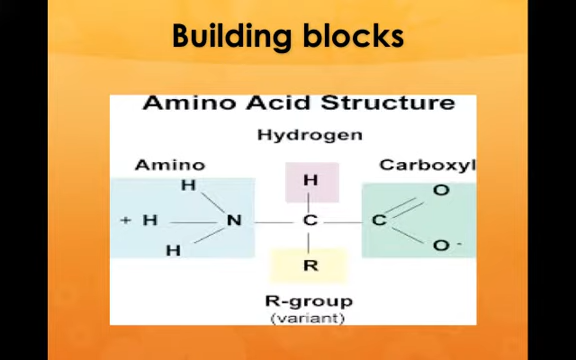 Building blocks
Amino Acid Structure
Hydrogen
Amino
Carboxyl
H
H
O
+ H
N
C
C
H
R
O -
R-group
(variant)